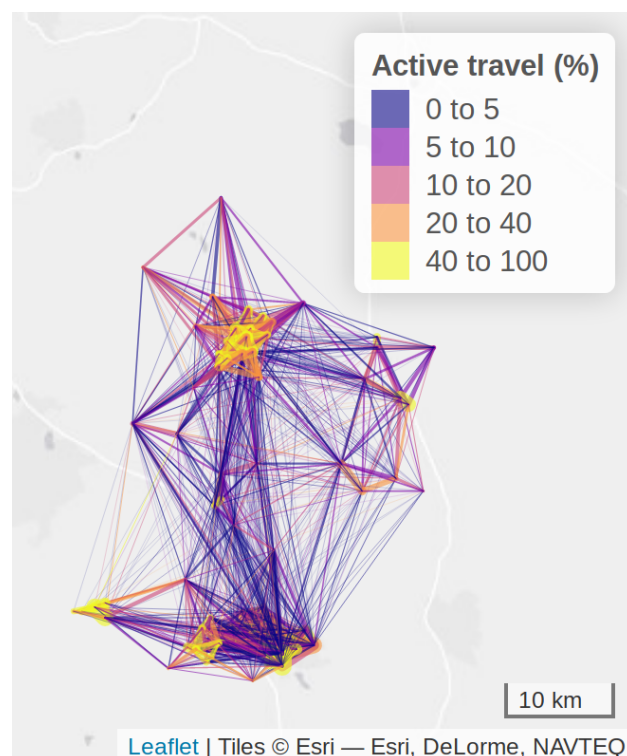 Active travel (%)
0 to 5
5 to 10
10 to 20
20 to 40
40 to 100
10 km
Leaflet | Tiles © Esri — Esri, DeLorme, NAVTEQ